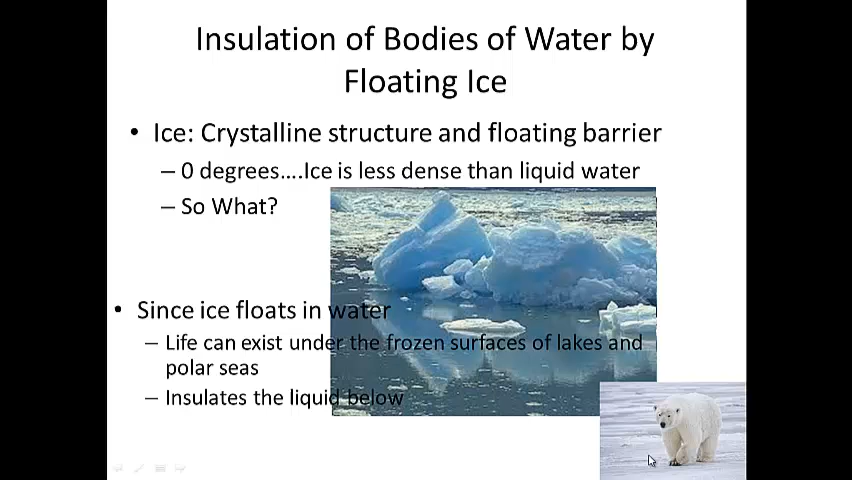 Insulation of Bodies of Water by
Floating Ice
• Ice: Crystalline structure and floating barrier
– 0 degrees....Ice is less dense than liquid water
– So What?
• Since ice floats in water
– Life can exist under the frozen surfaces of lakes and
polar seas
– Insulates the liquid below